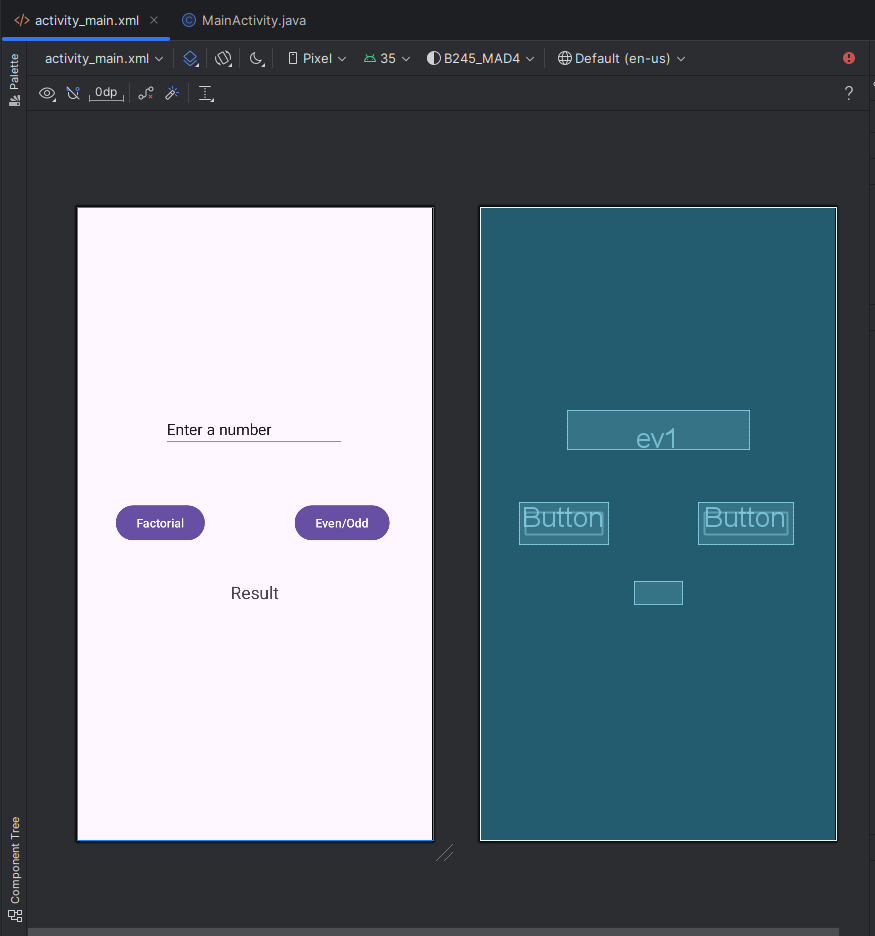 activity_main.xml
MainActivity.java
activity_main.xml
Pixel
35
B245_MAD4
Default (en-us)
Palette
0dp
?
Enter a number
Factorial
Even/Odd
Result
ev1
Button
Button
Component Tree